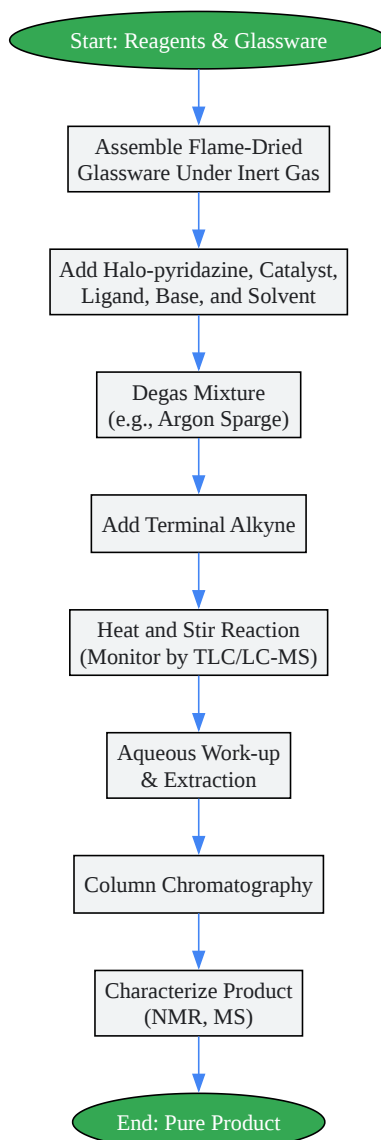 Start: Reagents & Glassware
Assemble Flame-Dried
Glassware Under Inert Gas
Add Halo-pyridazine, Catalyst,
Ligand, Base, and Solvent
Degas Mixture
(e.g., Argon Sparge)
Add Terminal Alkyne
Heat and Stir Reaction
(Monitor by TLC/LC-MS)
Aqueous Work-up
& Extraction
Column Chromatography
Characterize Product
(NMR, MS)
End: Pure Product